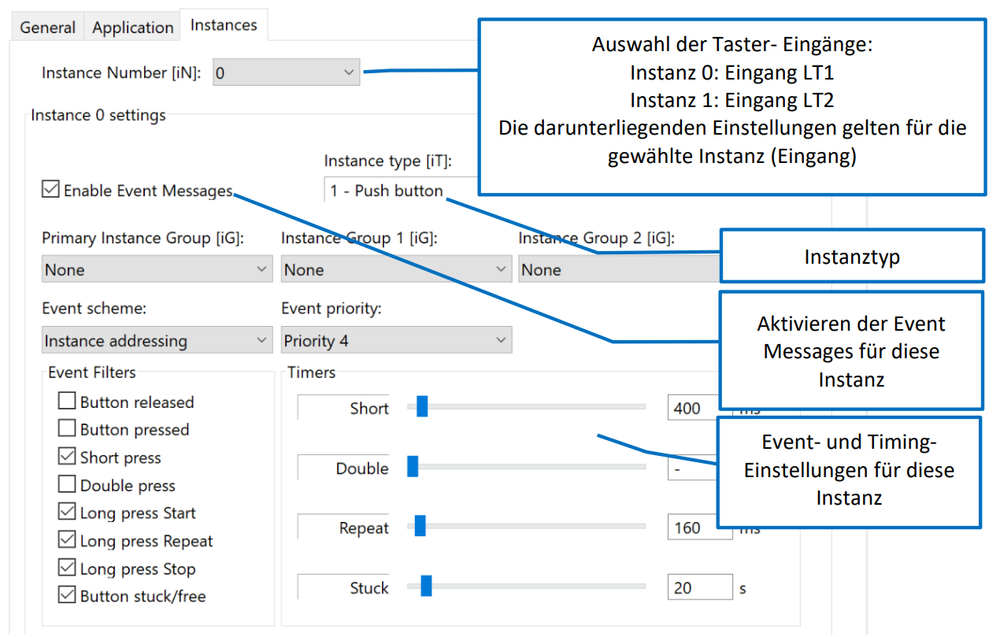 General Application Instances
Instance Number [iN]: 0
Auswahl der Taster- Eingänge:
Instanz 0: Eingang LT1
Instanz 1: Eingang LT2
Die darunterliegenden Einstellungen gelten für die
gewählte Instanz (Eingang)
Instance 0 settings
Instance type [iT]:
Enable Event Messages
1 - Push button
Instanztyp
Primary Instance Group [iG]: Instance Group 1 [iG]: Instance Group 2 [iG]:
None None None
Aktivieren der Event
Messages für diese
Instanz
Event scheme: Event priority:
Instance addressing Priority 4
Event Filters
Button released
Button pressed
Short press
Double press
Long press Start
Long press Repeat
Long press Stop
Button stuck/free
Timers
Short 400 ms
Double -
Repeat 160 ms
Stuck 20 s
Event- und Timing-
Einstellungen für diese
Instanz